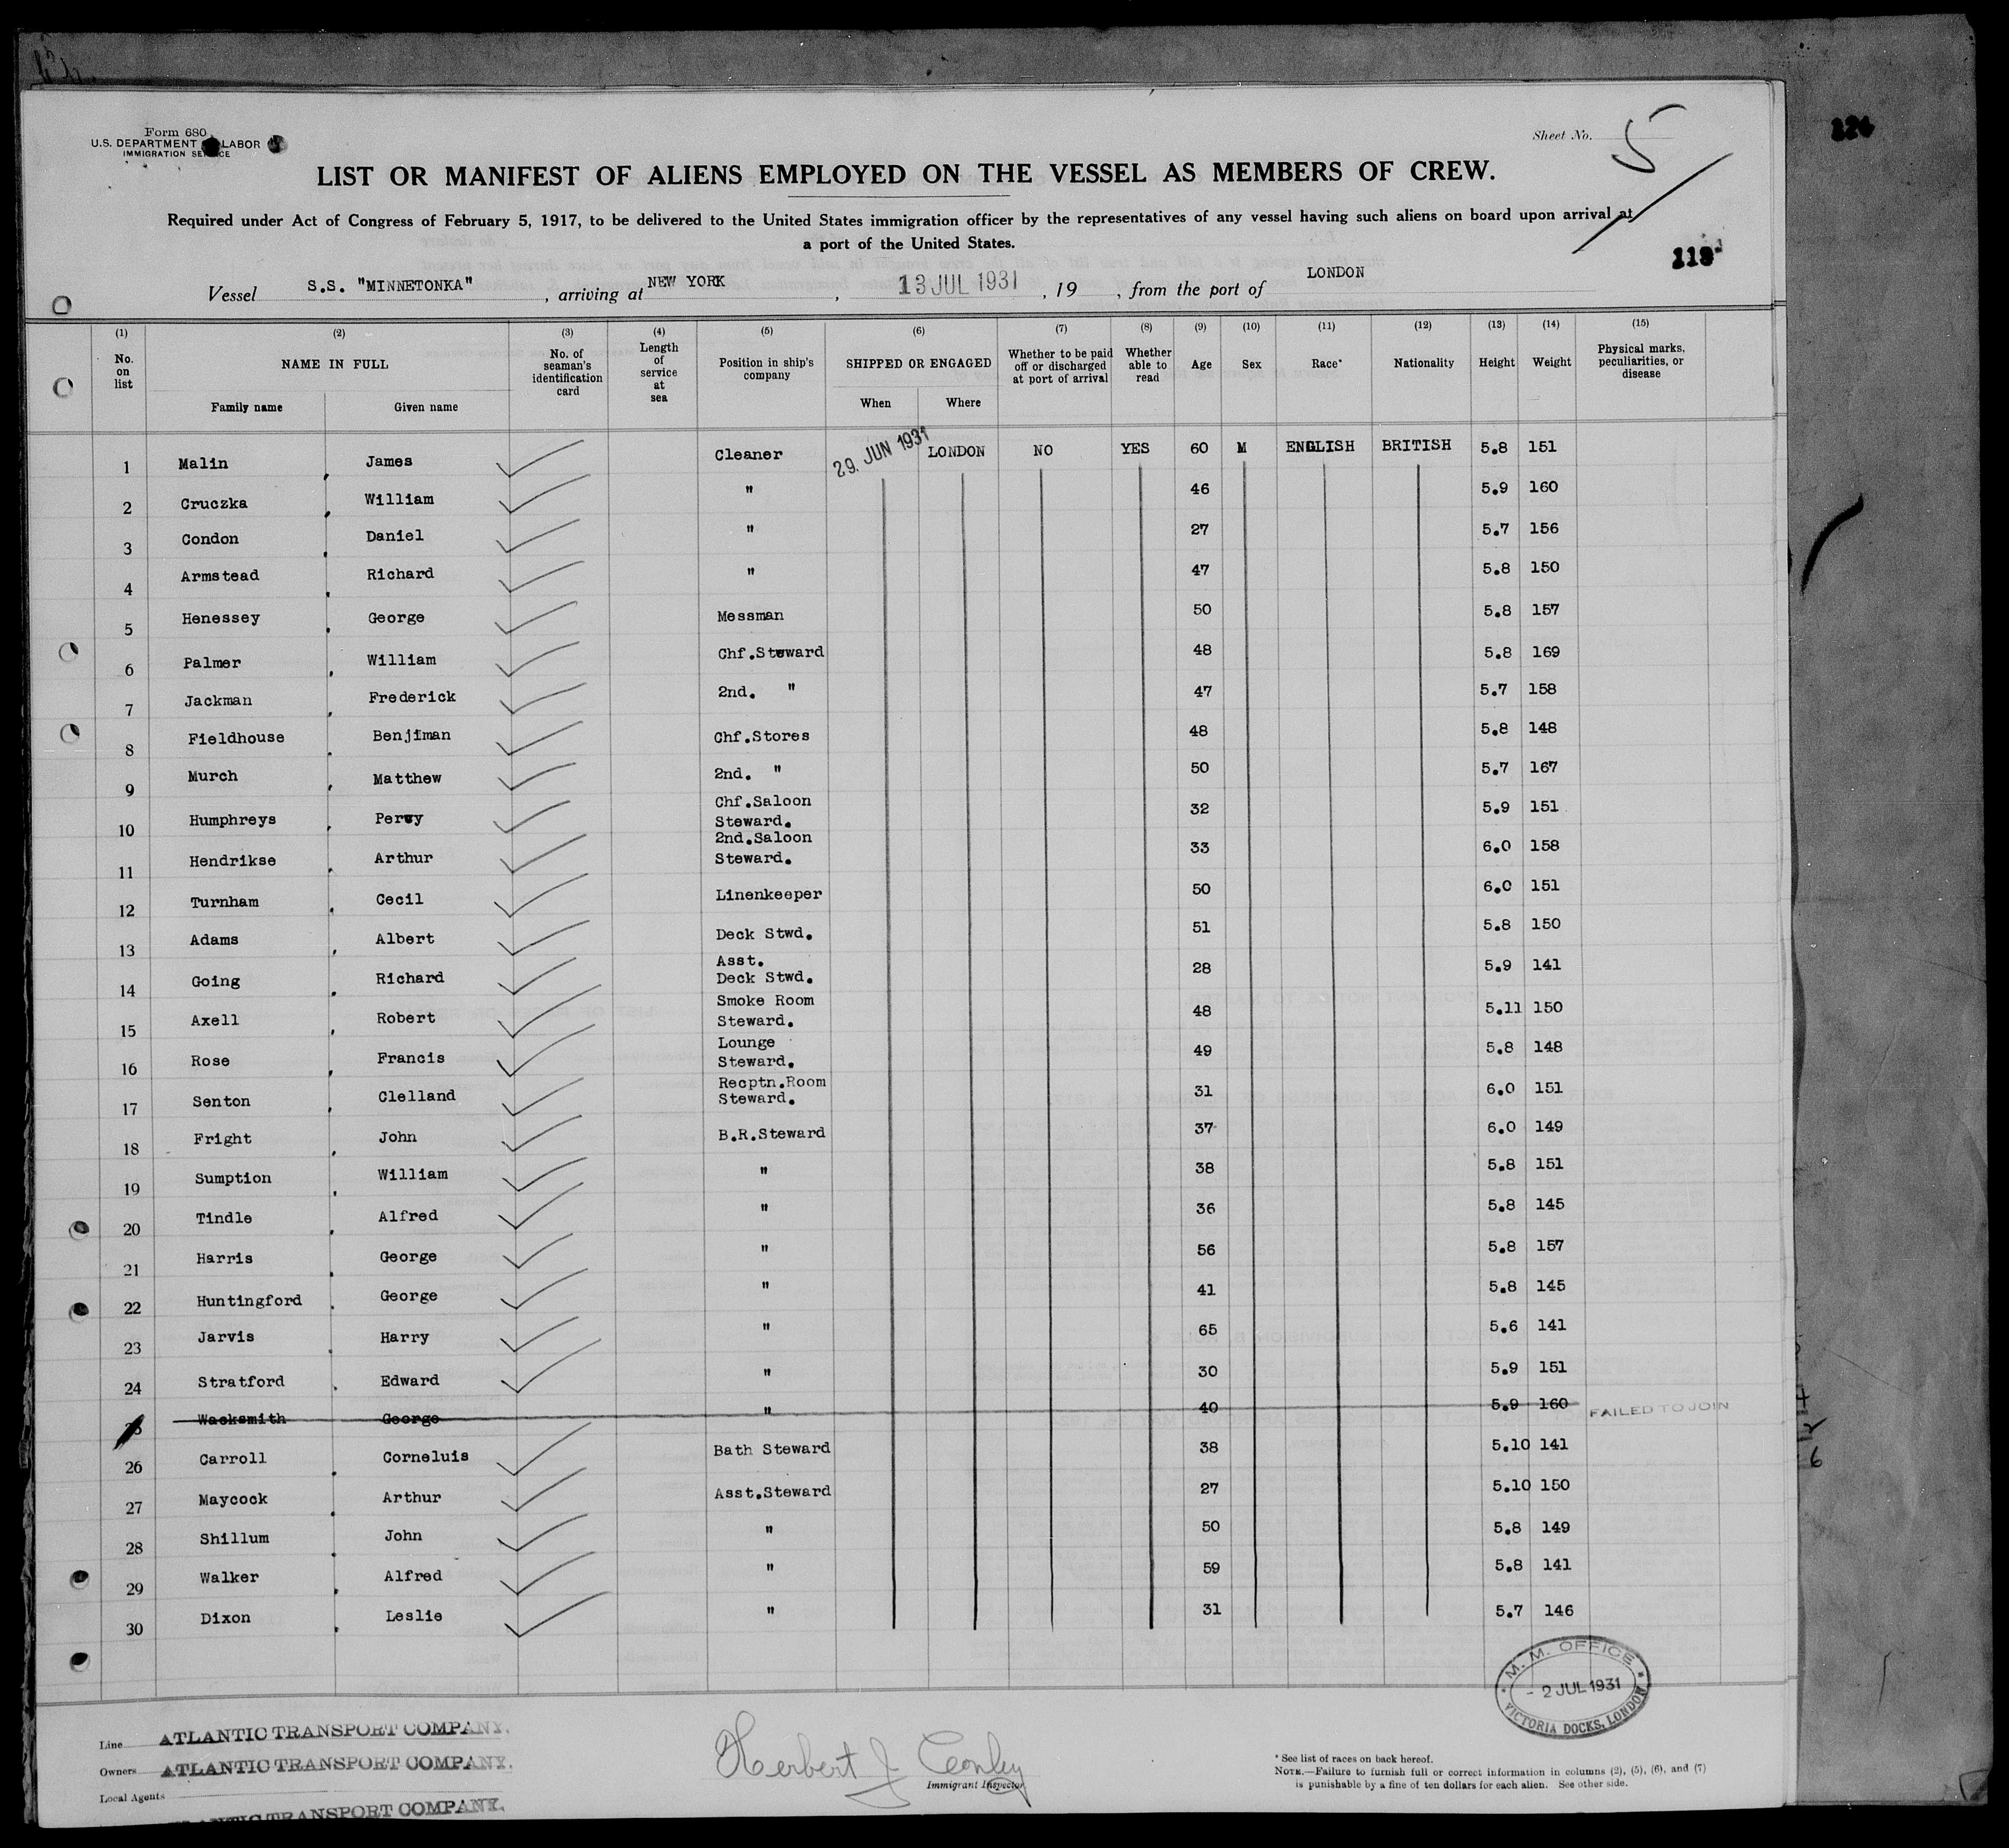 Form 680
U.S. DEPARTMENT LABOR
IMMIGRATION SERVICE
Sheet No. 5
124
LIST OR MANIFEST OF ALIENS EMPLOYED ON THE VESSEL AS MEMBERS OF CREW.
Required under Act of Congress of February 5, 1917, to be delivered to the United States immigration officer by the representatives of any vessel having such aliens on board upon arrival at
a port of the United States.
118
Vessel S.S. "MINNETONKA", arriving at NEW YORK, 13 JUL 1931, 19 , from the port of LONDON
(1) (2) (3) (4) (5) (6) (7) (8) (9) (10) (11) (12) (13) (14) (15)
No. on list NAME IN FULL No. of seaman's identification card Length of service at sea Position in ship's company SHIPPED OR ENGAGED Whether to be paid off or discharged at port of arrival Whether able to read Age Sex Race* Nationality Height Weight Physical marks, peculiarities, or disease
Family name Given name When Where
1 Malin , James Cleaner 29. JUN 1931 LONDON NO YES 60 M ENGLISH BRITISH 5.8 151
2 Cruczka , William " 46 5.9 160
3 Condon , Daniel " 27 5.7 156
4 Armstead , Richard " 47 5.8 150
5 Henessey , George Messman 50 5.8 157
6 Palmer , William Chf.Steward 48 5.8 169
7 Jackman , Frederick 2nd. " 47 5.7 158
8 Fieldhouse , Benjiman Chf.Stores 48 5.8 148
9 Murch , Matthew 2nd. " 50 5.7 167
10 Humphreys , Percy Chf.Saloon Steward. 32 5.9 151
11 Hendrikse , Arthur 2nd.Saloon Steward. 33 6.0 158
12 Turnham , Cecil Linenkeeper 50 6.0 151
13 Adams , Albert Deck Stwd. 51 5.8 150
14 Going , Richard Asst. Deck Stwd. 28 5.9 141
15 Axell , Robert Smoke Room Steward. 48 5.11 150
16 Rose , Francis Lounge Steward. 49 5.8 148
17 Senton , Clelland Recptn.Room Steward. 31 6.0 151
18 Fright , John B.R.Steward 37 6.0 149
19 Sumption , William " 38 5.8 151
20 Tindle , Alfred " 36 5.8 145
21 Harris , George " 56 5.8 157
22 Huntingford , George " 41 5.8 145
23 Jarvis , Harry " 65 5.6 141
24 Stratford , Edward " 30 5.9 151
Wacksmith George " 40 5.9 160 FAILED TO JOIN
26 Carroll , Corneluis Bath Steward 38 5.10 141
27 Maycock , Arthur Asst.Steward 27 5.10 150
28 Shillum , John " 50 5.8 149
29 Walker , Alfred " 59 5.8 141
30 Dixon , Leslie " 31 5.7 146
M. M. OFFICE
- 2 JUL 1931
VICTORIA DOCKS, LONDON
Line ATLANTIC TRANSPORT COMPANY.
Owners ATLANTIC TRANSPORT COMPANY.
Local Agents
ATLANTIC TRANSPORT COMPANY.
Herbert J Conley
Immigrant Inspector
* See list of races on back hereof.
NOTE.—Failure to furnish full or correct information in columns (2), (5), (6), and (7)
is punishable by a fine of ten dollars for each alien. See other side.